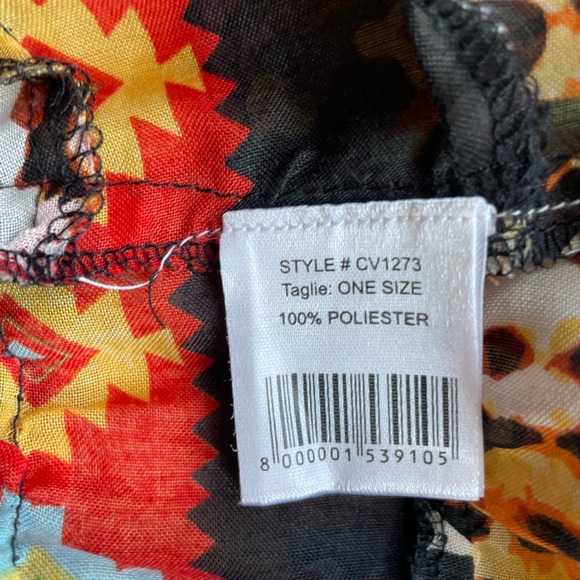 STYLE # CV1273
Taglie: ONE SIZE
100% POLIESTER
8 000001 539105